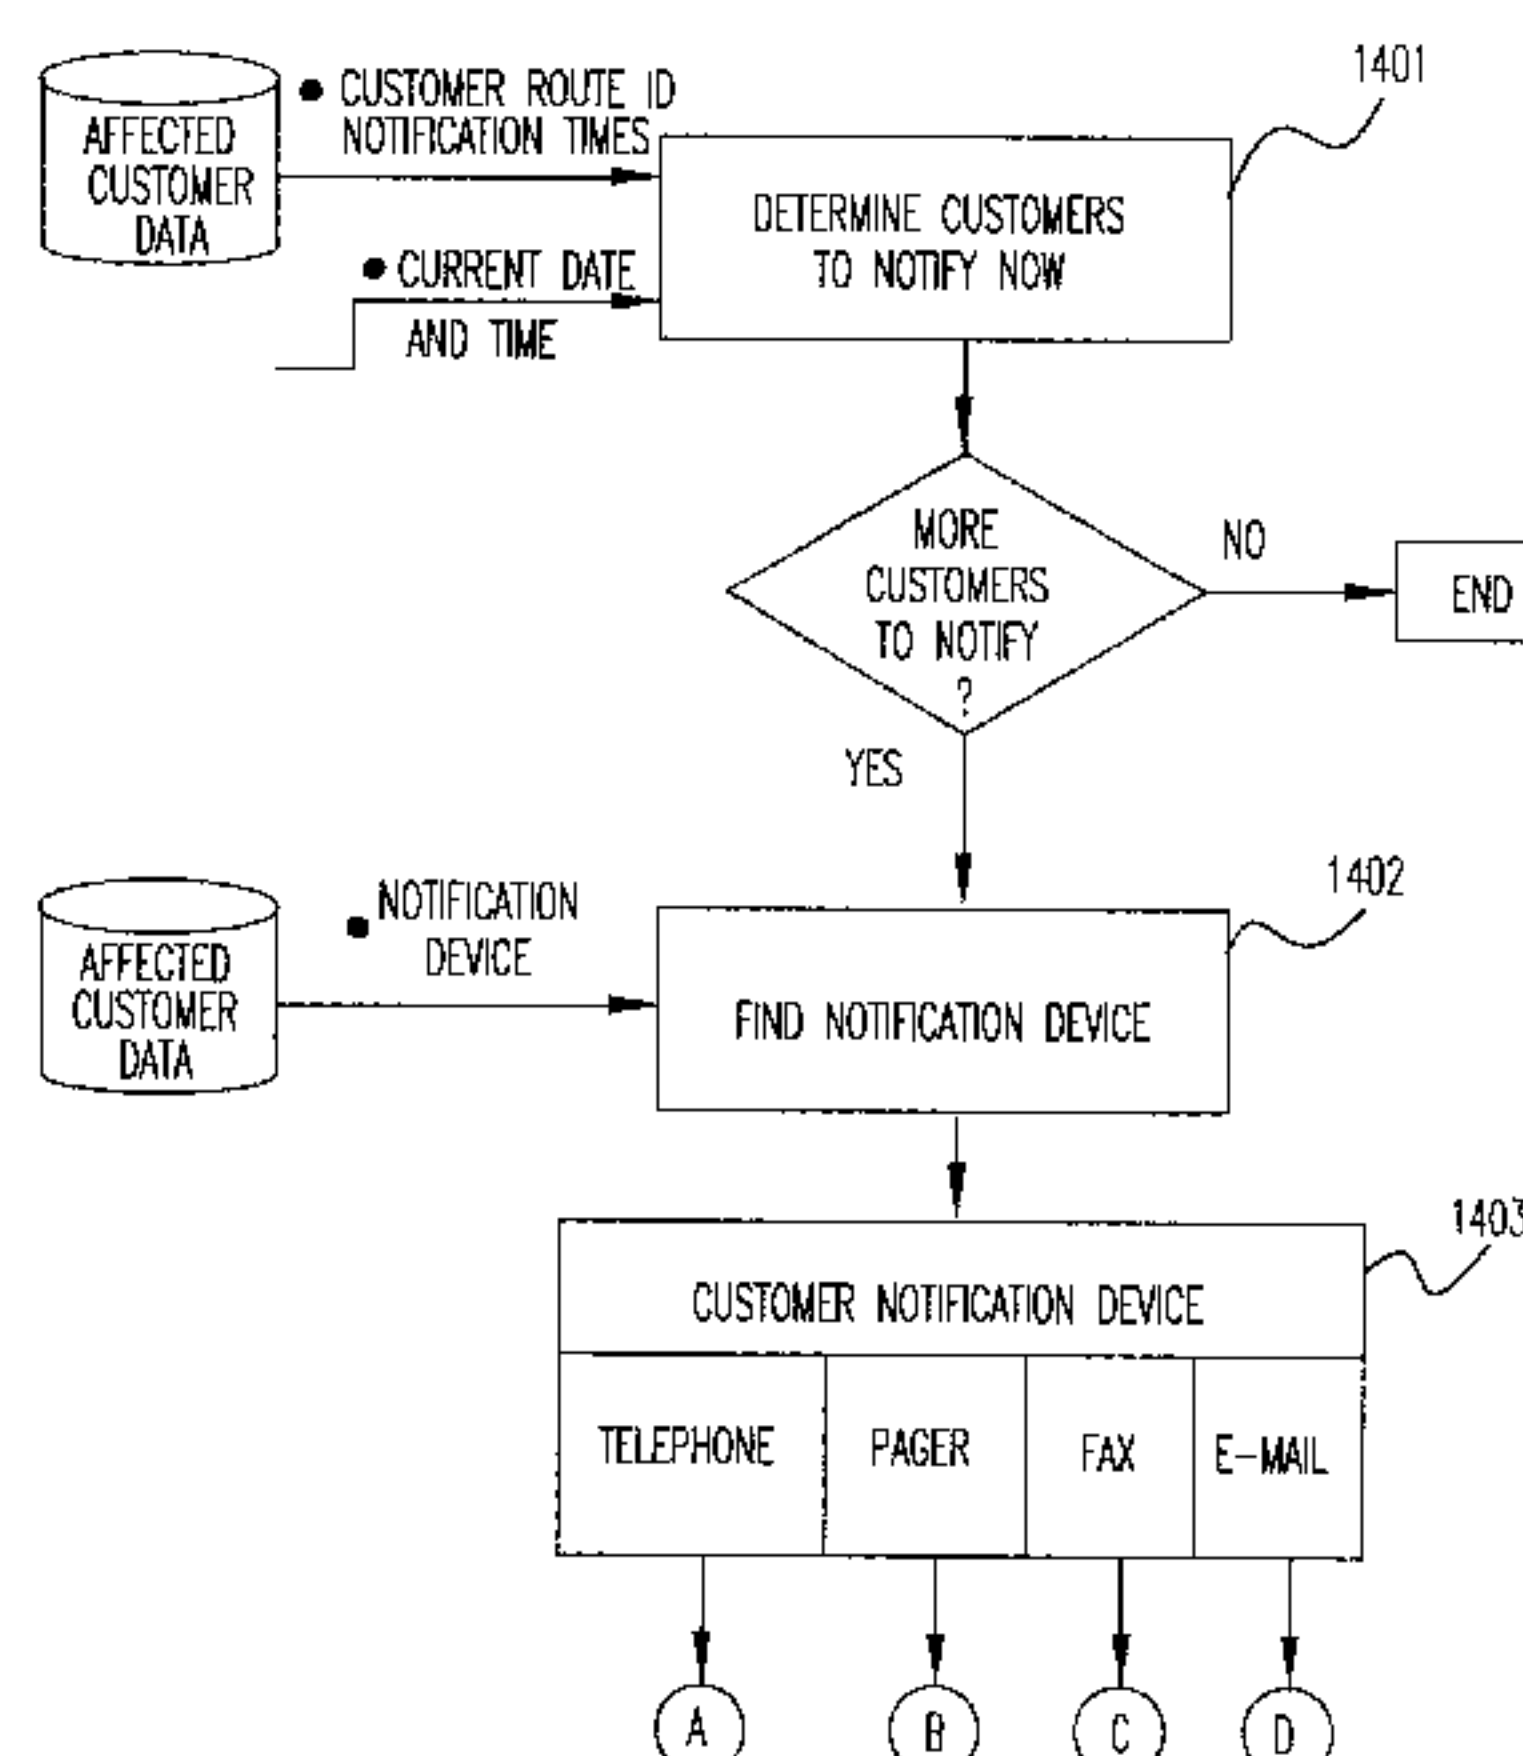 1401
AFFECTED
CUSTOMER
DATA
● CUSTOMER ROUTE ID
NOTIFICATION TIMES
● CURRENT DATE
AND TIME
DETERMINE CUSTOMERS
TO NOTIFY NOW
MORE
CUSTOMERS
TO NOTIFY
?
NO
END
YES
1402
AFFECTED
CUSTOMER
DATA
● NOTIFICATION
DEVICE
FIND NOTIFICATION DEVICE
1403
CUSTOMER NOTIFICATION DEVICE
TELEPHONE
PAGER
FAX
E-MAIL
A
B
C
D